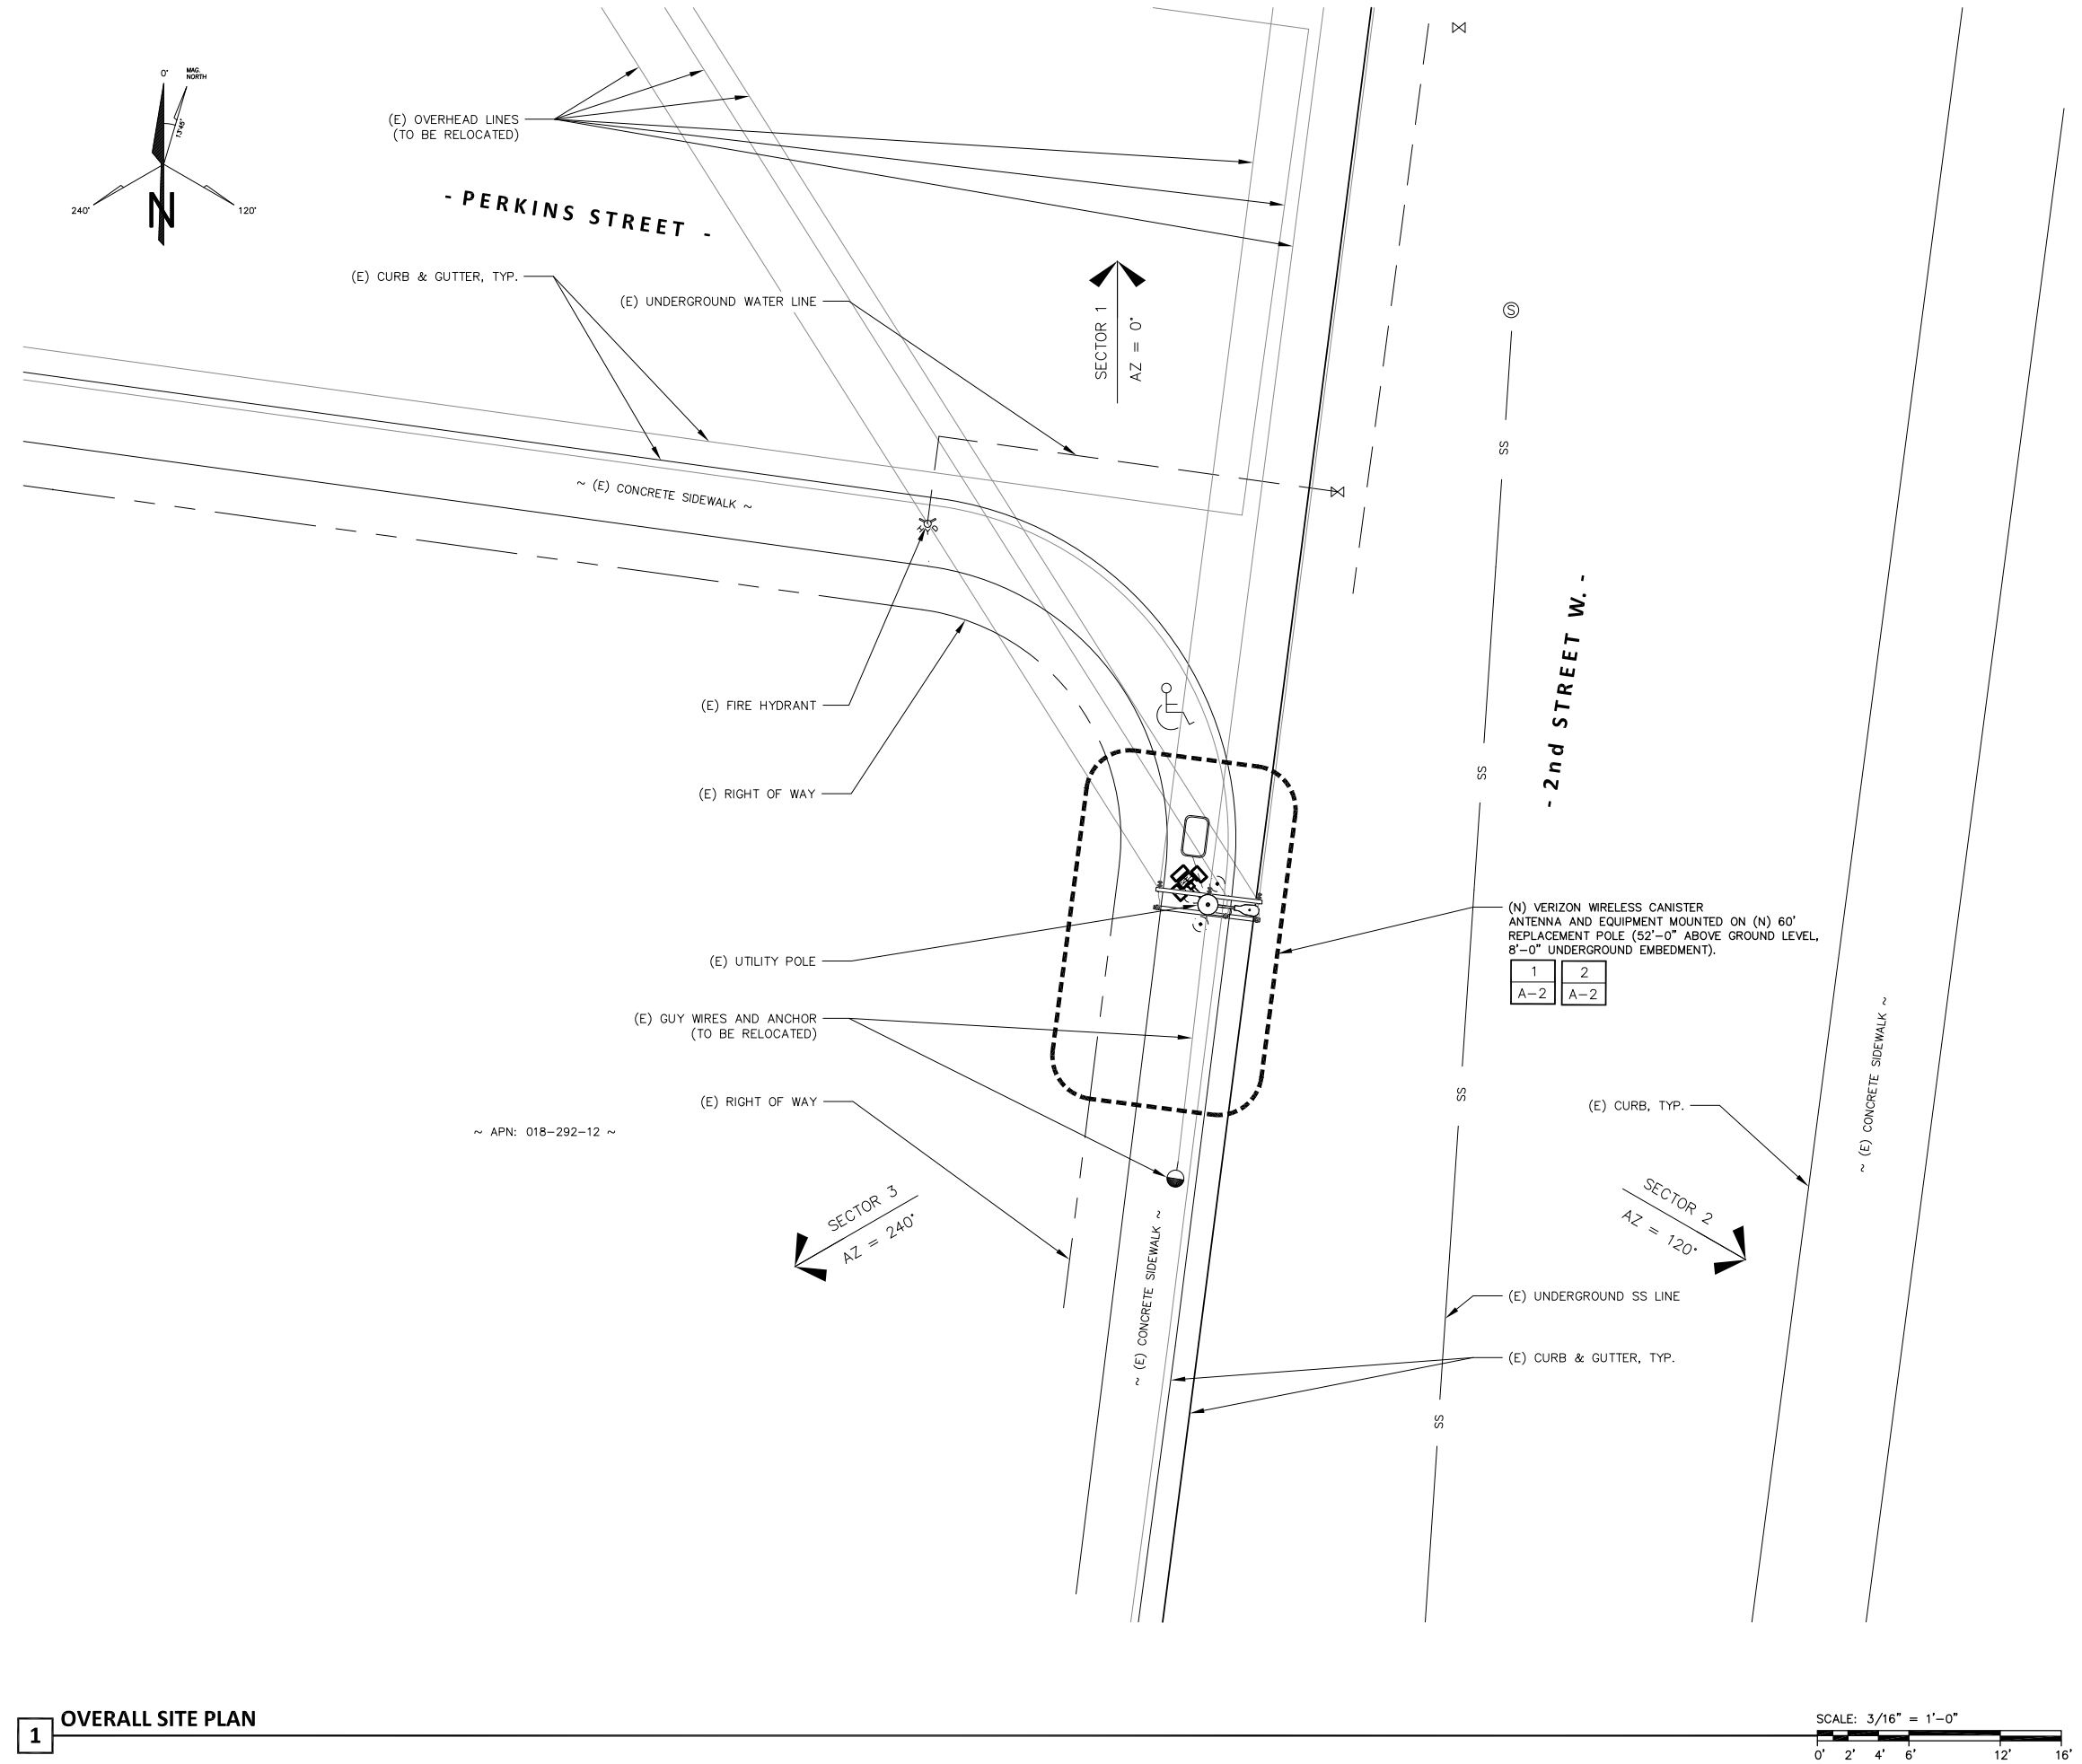 0°
MAG.
NORTH
13°45'
240°
120°
N
(E) OVERHEAD LINES
(TO BE RELOCATED)
- PERKINS STREET -
(E) CURB & GUTTER, TYP.
(E) UNDERGROUND WATER LINE
SECTOR 1
AZ = 0°
S
SS
~ (E) CONCRETE SIDEWALK ~
HYD
- 2nd STREET W. -
(E) FIRE HYDRANT
SS
(E) RIGHT OF WAY
(N) VERIZON WIRELESS CANISTER
ANTENNA AND EQUIPMENT MOUNTED ON (N) 60'
REPLACEMENT POLE (52'-0" ABOVE GROUND LEVEL,
8'-0" UNDERGROUND EMBEDMENT).
1 2
A-2 A-2
(E) UTILITY POLE
(E) GUY WIRES AND ANCHOR
(TO BE RELOCATED)
~ (E) CONCRETE SIDEWALK ~
SS
(E) RIGHT OF WAY
(E) CURB, TYP.
~ APN: 018-292-12 ~
SECTOR 3
AZ = 240°
SECTOR 2
AZ = 120°
~ (E) CONCRETE SIDEWALK ~
(E) UNDERGROUND SS LINE
(E) CURB & GUTTER, TYP.
SS
1 OVERALL SITE PLAN
SCALE: 3/16" = 1'-0"
0' 2' 4' 6' 12' 16'